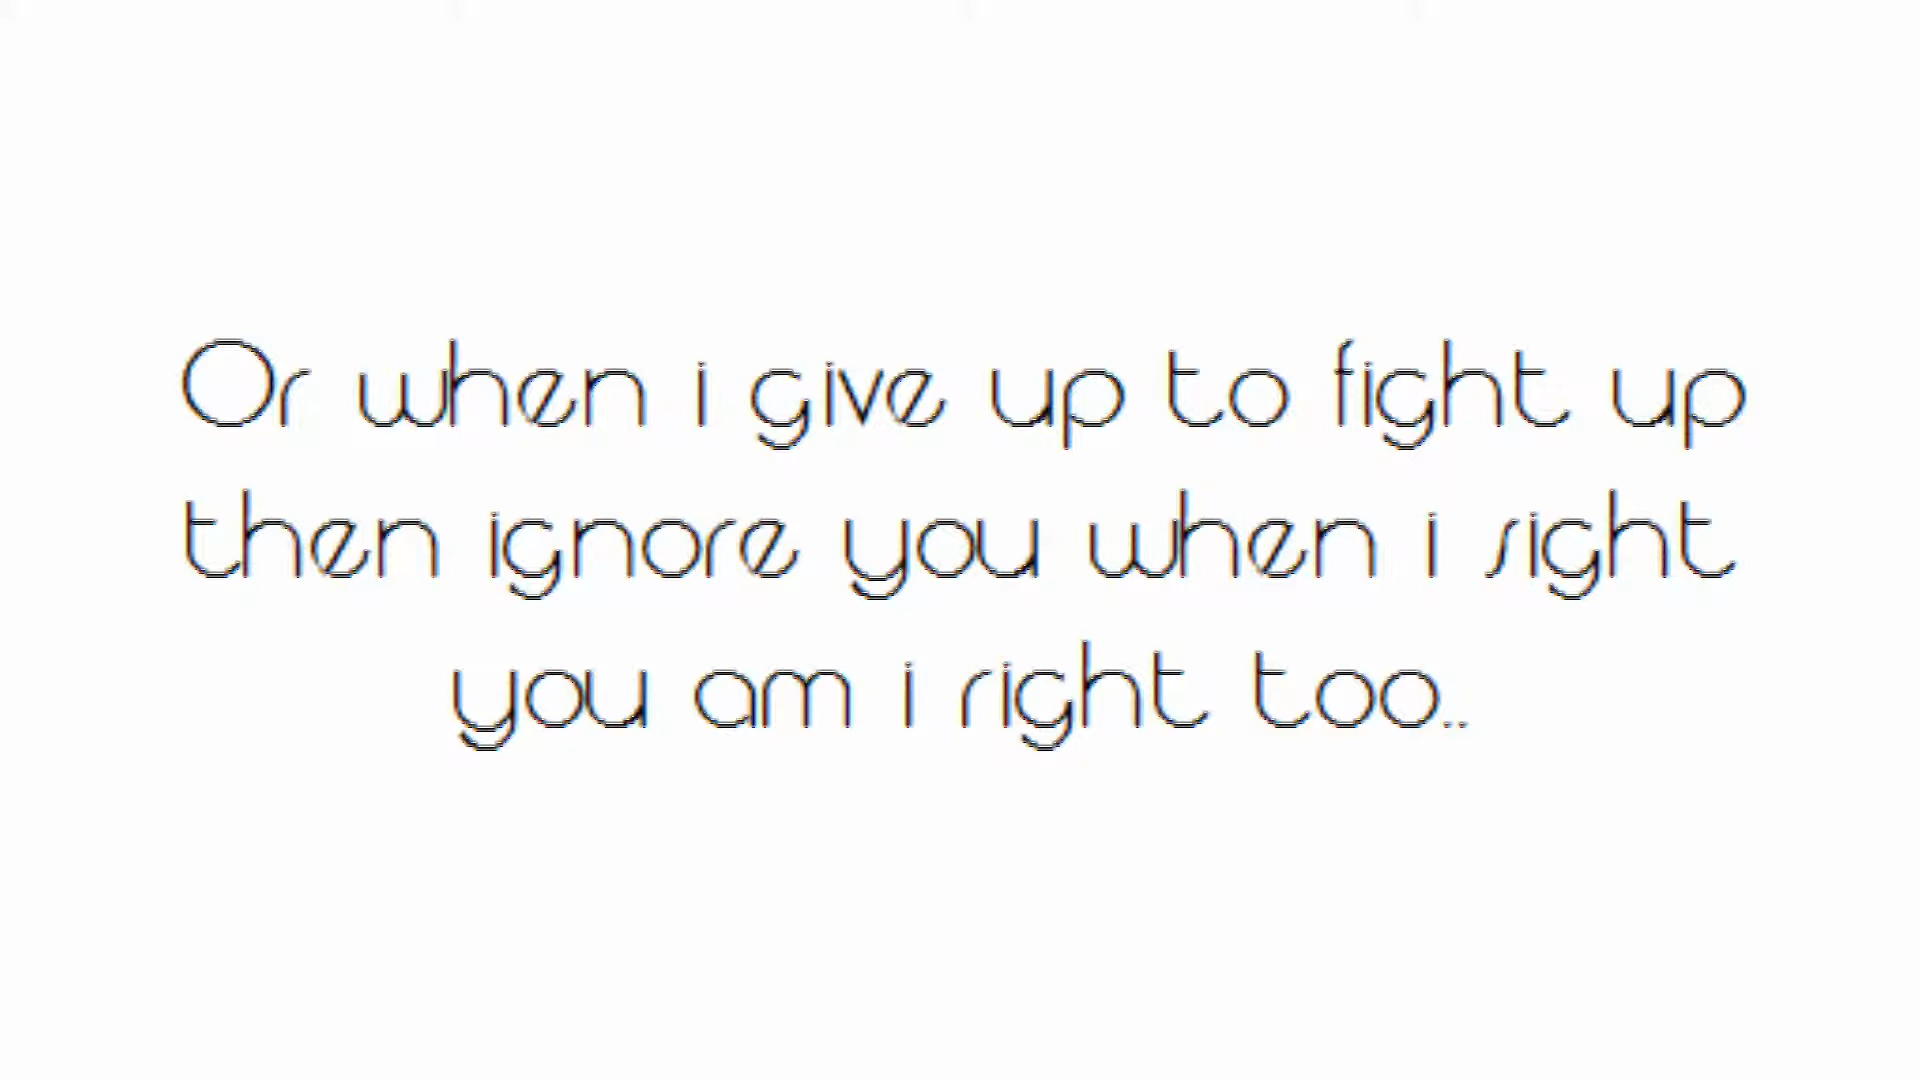 Or when i give up to fight up
then ignore you when i sight
you am i right too..